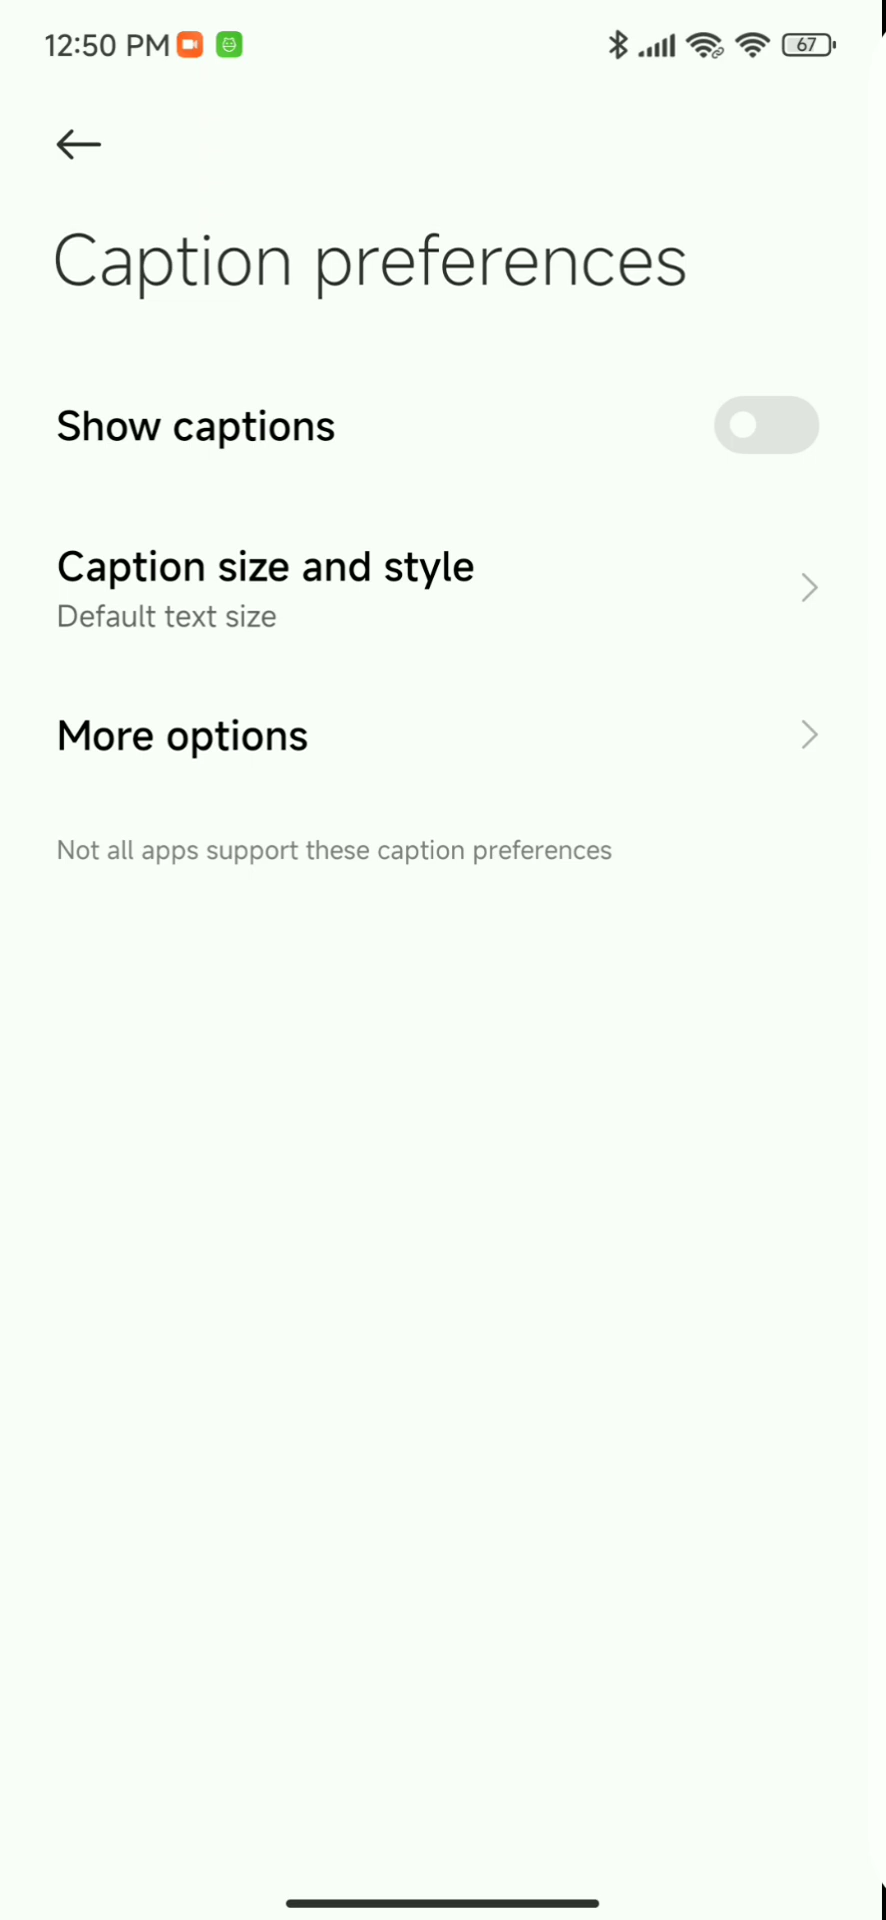 12:50 PM
67
Caption preferences
Show captions
Caption size and style
Default text size
More options
Not all apps support these caption preferences